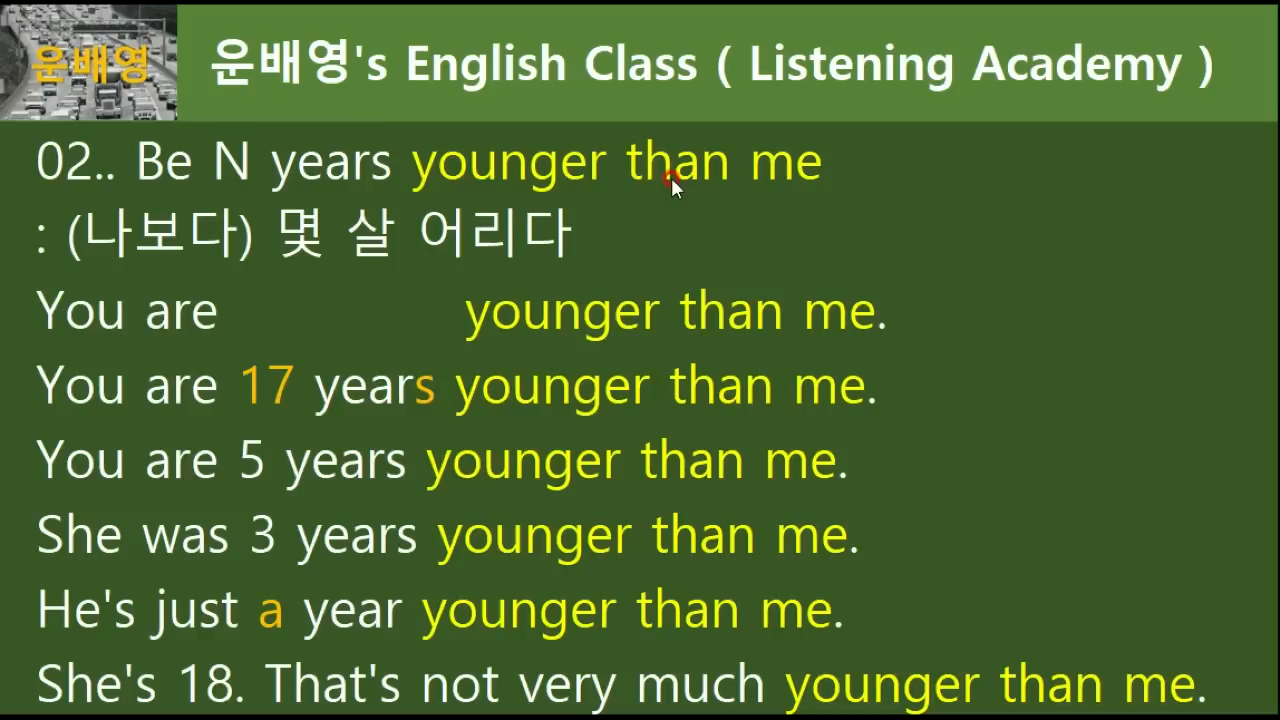 운배영
운배영's English Class ( Listening Academy )
02.. Be N years younger than me
: (나보다) 몇 살 어리다
You are younger than me.
You are 17 years younger than me.
You are 5 years younger than me.
She was 3 years younger than me.
He's just a year younger than me.
She's 18. That's not very much younger than me.